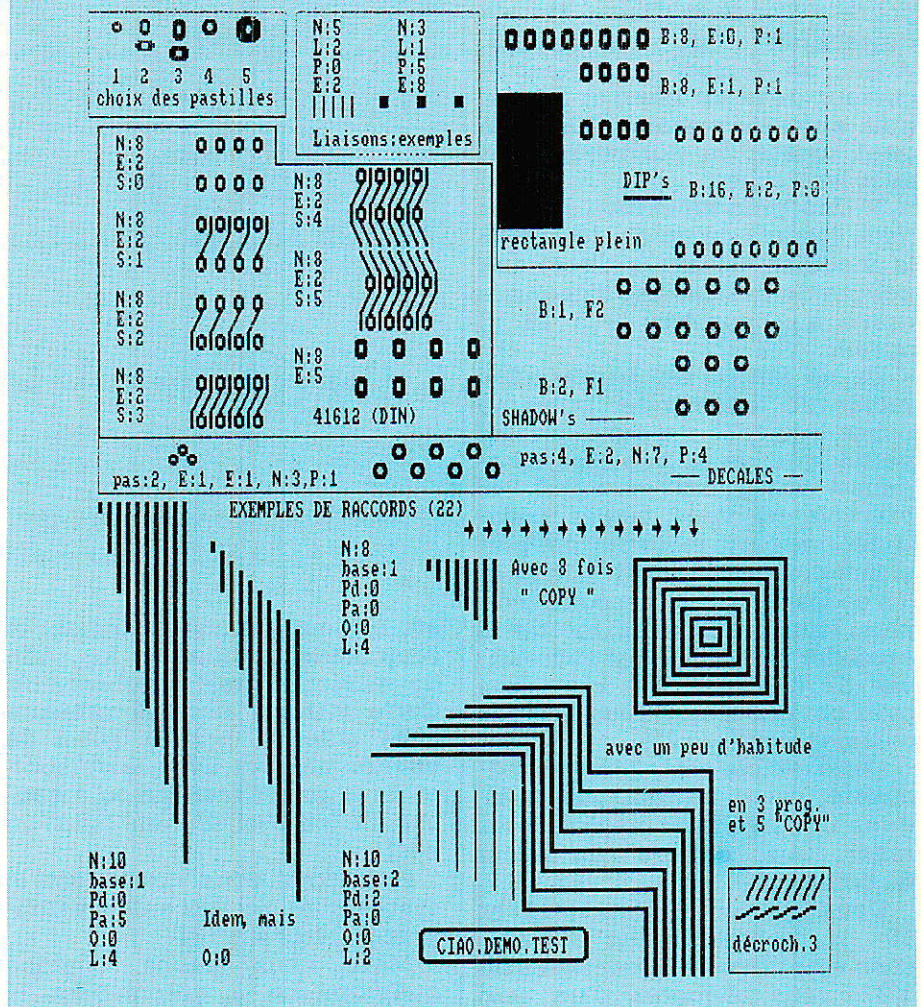 1 2 3 4 5
choix des pastilles
N:5 N:3
L:2 L:1
P:0 P:5
E:2 E:8
Liaisons:exemples
B:8, E:0, P:1
B:8, E:1, P:1
DIP's
B:16, E:2, P:0
rectangle plein
N:8
E:2
S:0
N:8
E:2
S:1
N:8
E:2
S:2
N:8
E:2
S:3
N:8
E:2
S:4
N:8
E:2
S:5
N:8
E:5
41612 (DIN)
B:1, F2
B:2, F1
SHADOW's
pas:2, E:1, E:1, N:3,P:1
pas:4, E:2, N:7, P:4
DECALES
EXEMPLES DE RACCORDS (22)
N:8
base:1
Pd:0
Pa:0
O:0
L:4
Avec 8 fois
" COPY "
avec un peu d'habitude
en 3 prog.
et 5 "COPY"
N:10
base:1
Pd:0
Pa:5
O:0
L:4
Idem, mais
O:0
N:10
base:2
Pd:2
Pa:0
O:0
L:2
CIAO.DEMO.TEST
décroch.3